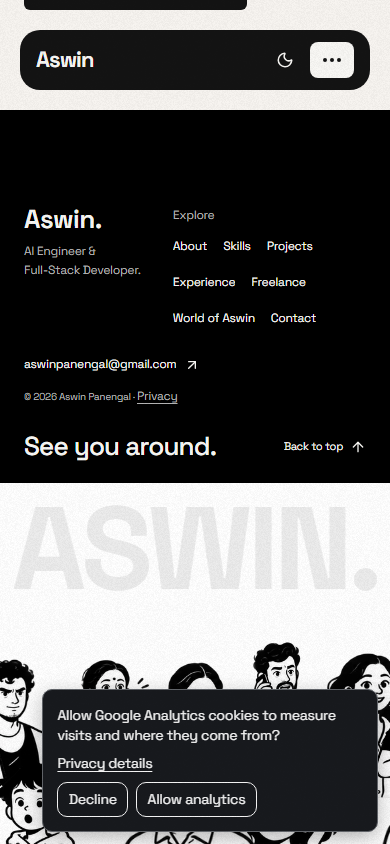 Aswin
Aswin.
AI Engineer &
Full-Stack Developer.
Explore
About Skills Projects
Experience Freelance
World of Aswin Contact
aswinpanengal@gmail.com
© 2026 Aswin Panengal · Privacy
See you around.
Back to top
ASWIN.
Allow Google Analytics cookies to measure
visits and where they come from?
Privacy details
Decline Allow analytics